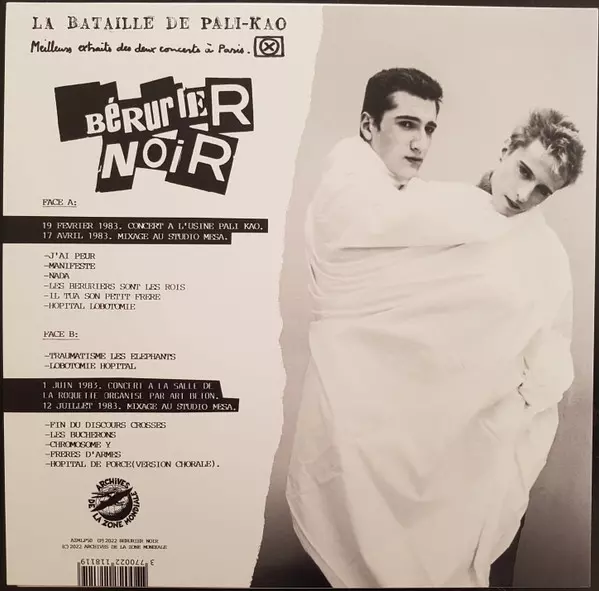 LA BATAILLE DE PALI-KAO
Meilleurs extraits des deux concerts à Paris.
BÉRURIER
NOIR
FACE A:
19 FEVRIER 1983. CONCERT A L'USINE PALI KAO.
17 AVRIL 1983. MIXAGE AU STUDIO MESA.
-J'AI PEUR
-MANIFESTE
-NADA
-LES BERURIERS SONT LES ROIS
-IL TUA SON PETIT FRERE
-HOPITAL LOBOTOMIE
FACE B:
-TRAUMATISME LES ELEPHANTS
-LOBOTOMIE HOPITAL
1 JUIN 1983. CONCERT A LA SALLE DE
LA ROQUETTE ORGANISE PAR ART BETON.
12 JUILLET 1983. MIXAGE AU STUDIO MESA.
-FIN DU DISCOURS CROSSES
-LES BUCHERONS
-CHROMOSOME Y
-FRERES D'ARMES
-HOPITAL DE FORCE(VERSION CHORALE).
ARCHIVES
DE LA ZONE MONDIALE
(P) 2022 BERURIER NOIR
(C) 2022 ARCHIVES DE LA ZONE MONDIALE
3 770022 118119